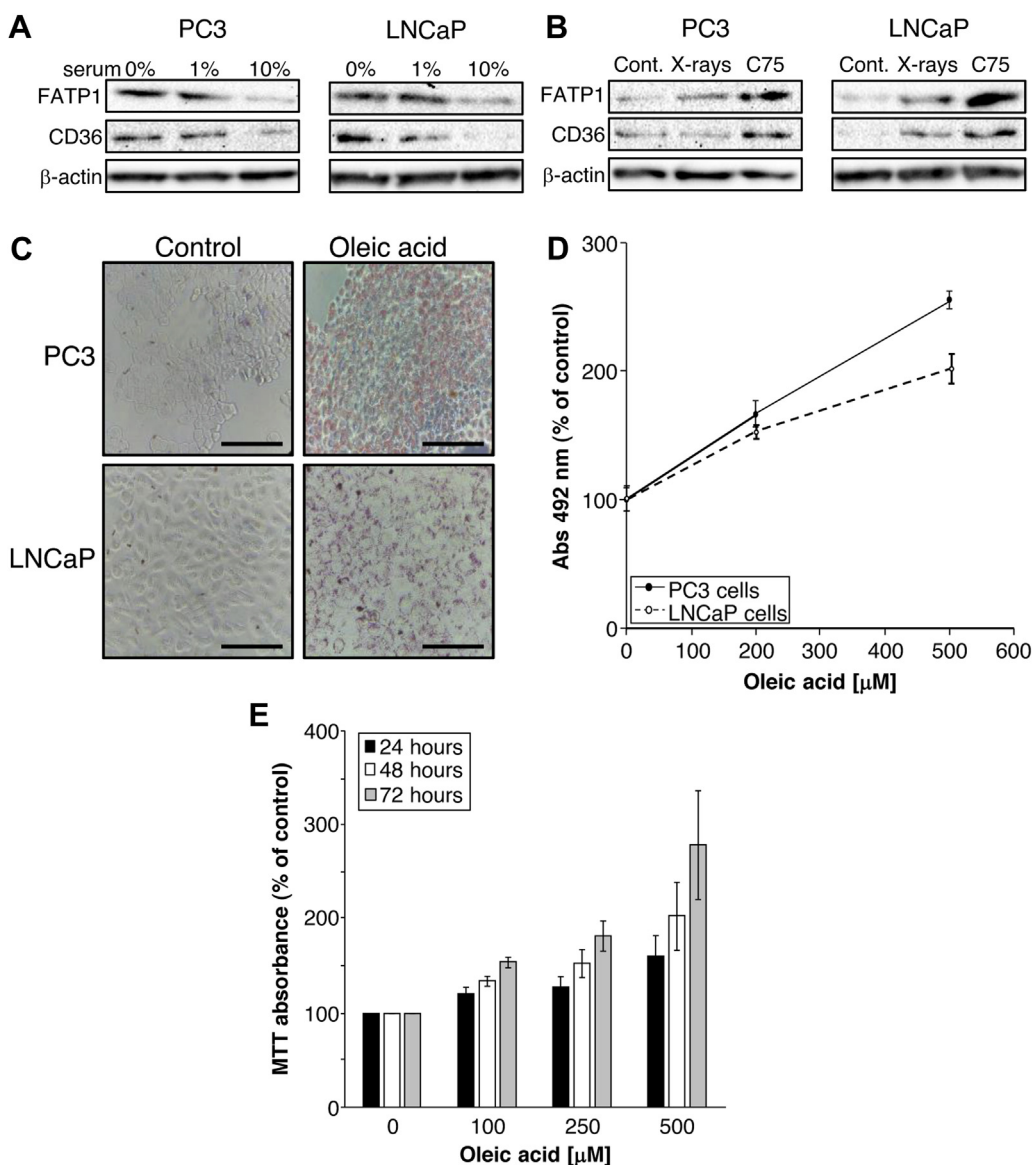 A
PC3
LNCaP
serum 0% 1% 10%
0% 1% 10%
FATP1
CD36
β-actin
B
PC3
LNCaP
Cont. X-rays C75
Cont. X-rays C75
FATP1
CD36
β-actin
C
Control
Oleic acid
PC3
LNCaP
D
300
200
100
0
Abs 492 nm (% of control)
PC3 cells
LNCaP cells
0 100 200 300 400 500 600
Oleic acid [μM]
E
400
300
200
100
0
MTT absorbance (% of control)
24 hours
48 hours
72 hours
0 100 250 500
Oleic acid [μM]